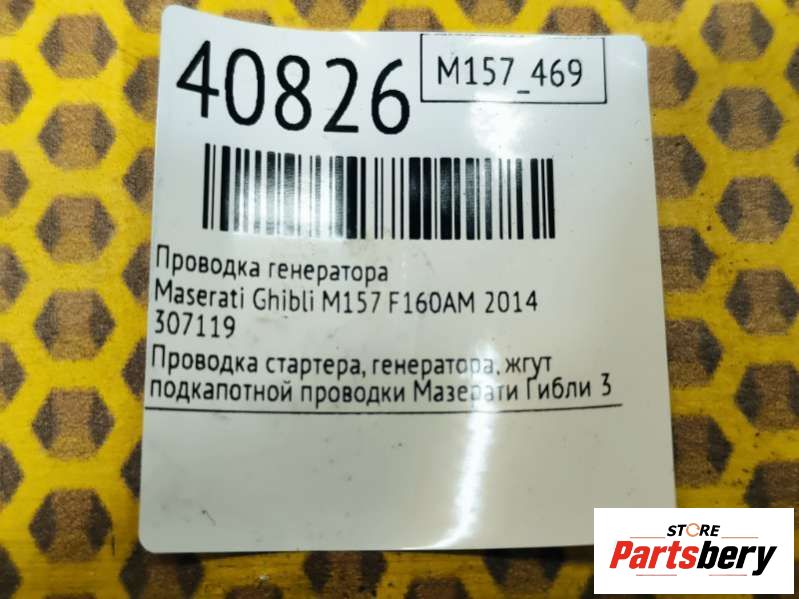 40826
M157_469
Проводка генератора
Maserati Ghibli M157 F160AM 2014
307119
Проводка стартера, генератора, жгут
подкапотной проводки Мазерати Гибли 3
STORE
Partsbery